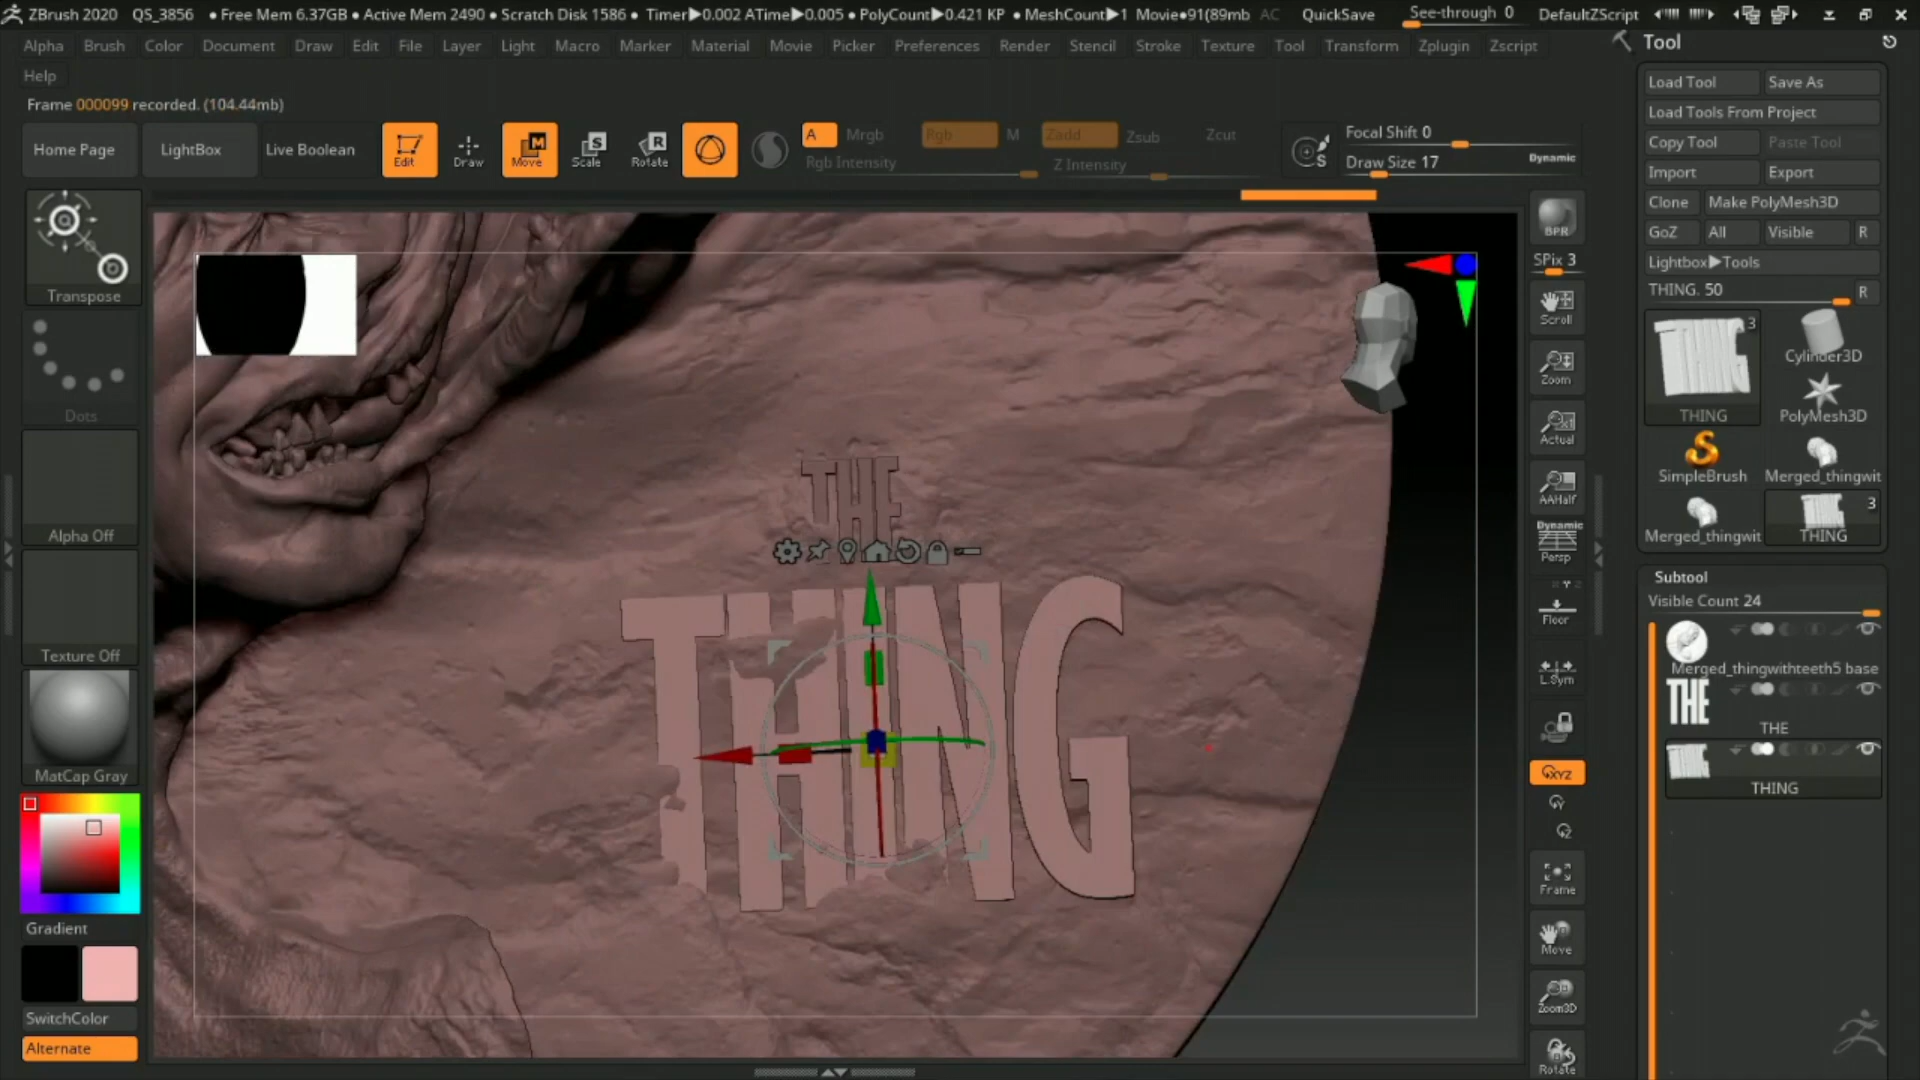 ZBrush 2020 QS_3856 • Free Mem 6.37GB • Active Mem 2490 • Scratch Disk 1586 • Timer▶0.002 ATime▶0.005 • PolyCount▶0.421 KP • MeshCount▶1 Movie•91(89mb AC QuickSave See-through 0 DefaultZScript
Alpha Brush Color Document Draw Edit File Layer Light Macro Marker Material Movie Picker Preferences Render Stencil Stroke Texture Tool Transform Zplugin Zscript
Help
Frame 000099 recorded. (104.44mb)
Home Page LightBox Live Boolean Edit Draw Move Scale Rotate A Mrgb Rgb M Zadd Zsub Zcut Focal Shift 0
Rgb Intensity Z Intensity Draw Size 17 Dynamic
Transpose
Dots
Alpha Off
Texture Off
MatCap Gray
Gradient
SwitchColor
Alternate
THE
THING
BPR
SPix 3
Scroll
Zoom
Actual
AAHalf
Dynamic
Persp
Floor
L.Sym
XYZ
Y
Z
Frame
Move
Zoom3D
Rotate
Tool
Load Tool Save As
Load Tools From Project
Copy Tool Paste Tool
Import Export
Clone Make PolyMesh3D
GoZ All Visible R
Lightbox▶Tools
THING. 50 R
3
Cylinder3D
THING PolyMesh3D
SimpleBrush Merged_thingwit
3
Merged_thingwit THING
Subtool
Visible Count 24
Merged_thingwithteeth5 base
THE
THE
THING